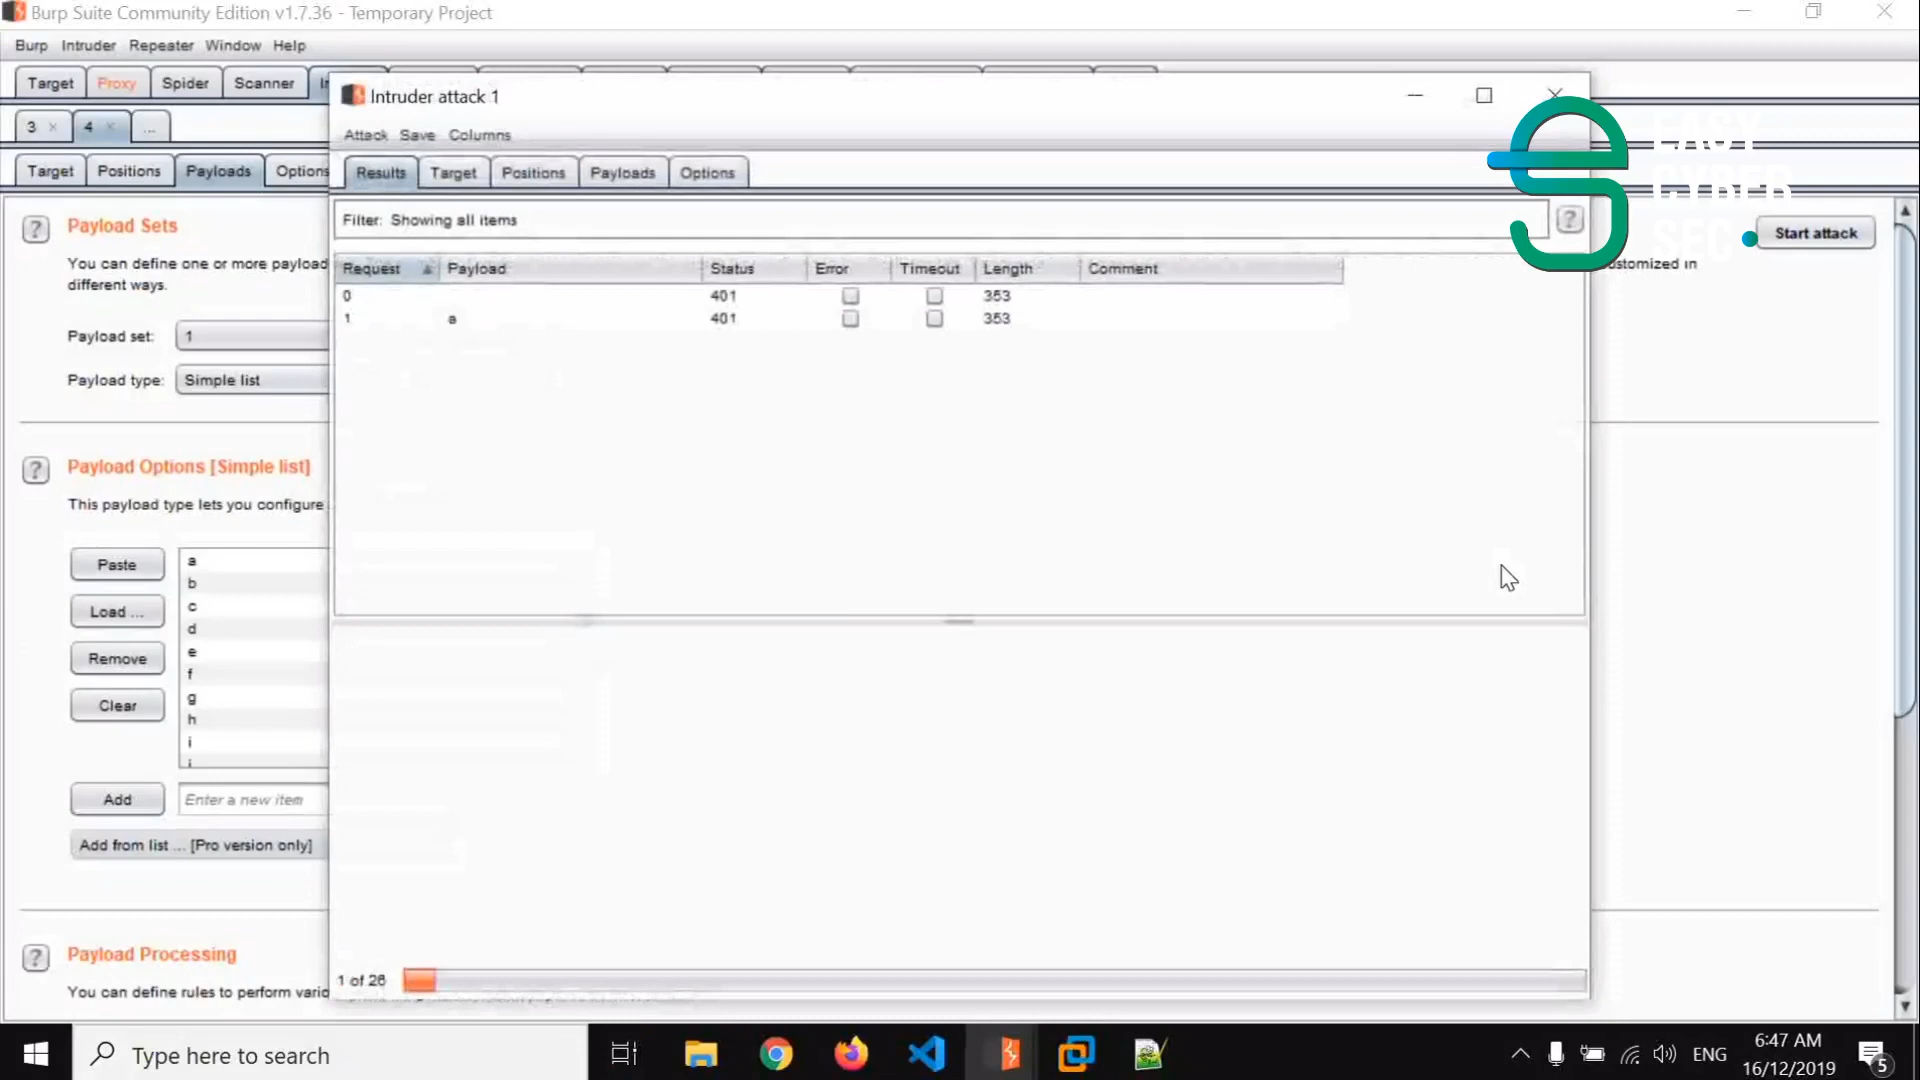 Burp Suite Community Edition v1.7.36 - Temporary Project
Burp Intruder Repeater Window Help
Target Proxy Spider Scanner
Intruder attack 1
3 × 4 × ...
Attack Save Columns
Target Positions Payloads Options
Results Target Positions Payloads Options
EASY
CYBER
SEC
Filter: Showing all items
?
Start attack
? Payload Sets
You can define one or more payload
different ways.
customized in
Request Payload Status Error Timeout Length Comment
0 401 353
1 a 401 353
Payload set: 1
Payload type: Simple list
? Payload Options [Simple list]
This payload type lets you configure
Paste
Load ...
Remove
Clear
a
b
c
d
e
f
g
h
i
j
Add Enter a new item
Add from list ... [Pro version only]
? Payload Processing
You can define rules to perform vario
1 of 26
Type here to search
ENG
6:47 AM
16/12/2019
5